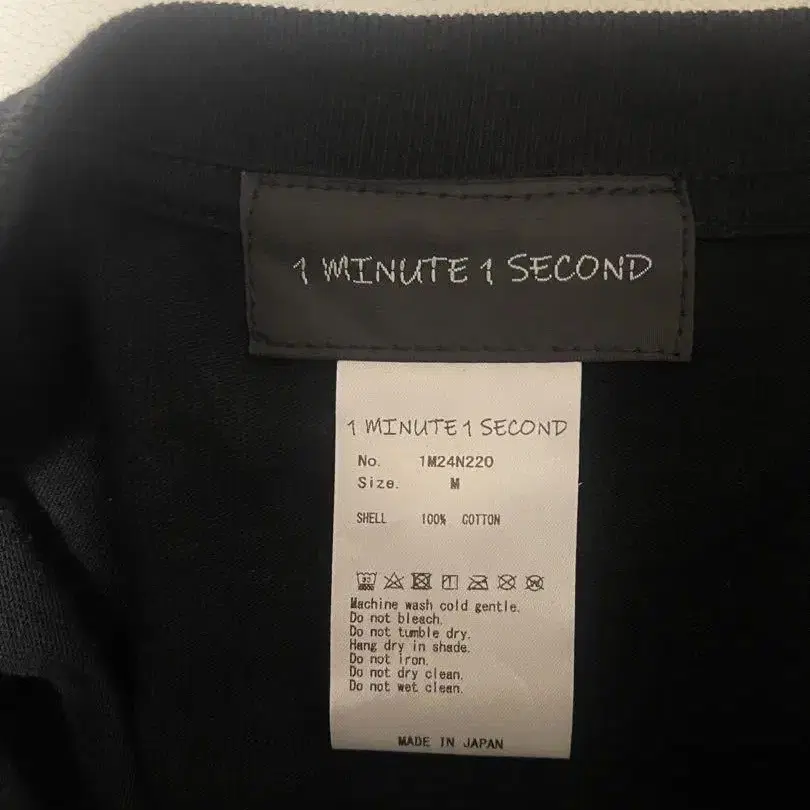 1 MINUTE 1 SECOND
1 MINUTE 1 SECOND
No. 1M24N220
Size. M
SHELL 100% COTTON
Machine wash cold gentle.
Do not bleach.
Do not tumble dry.
Hang dry in shade.
Do not iron.
Do not dry clean.
Do not wet clean.
MADE IN JAPAN